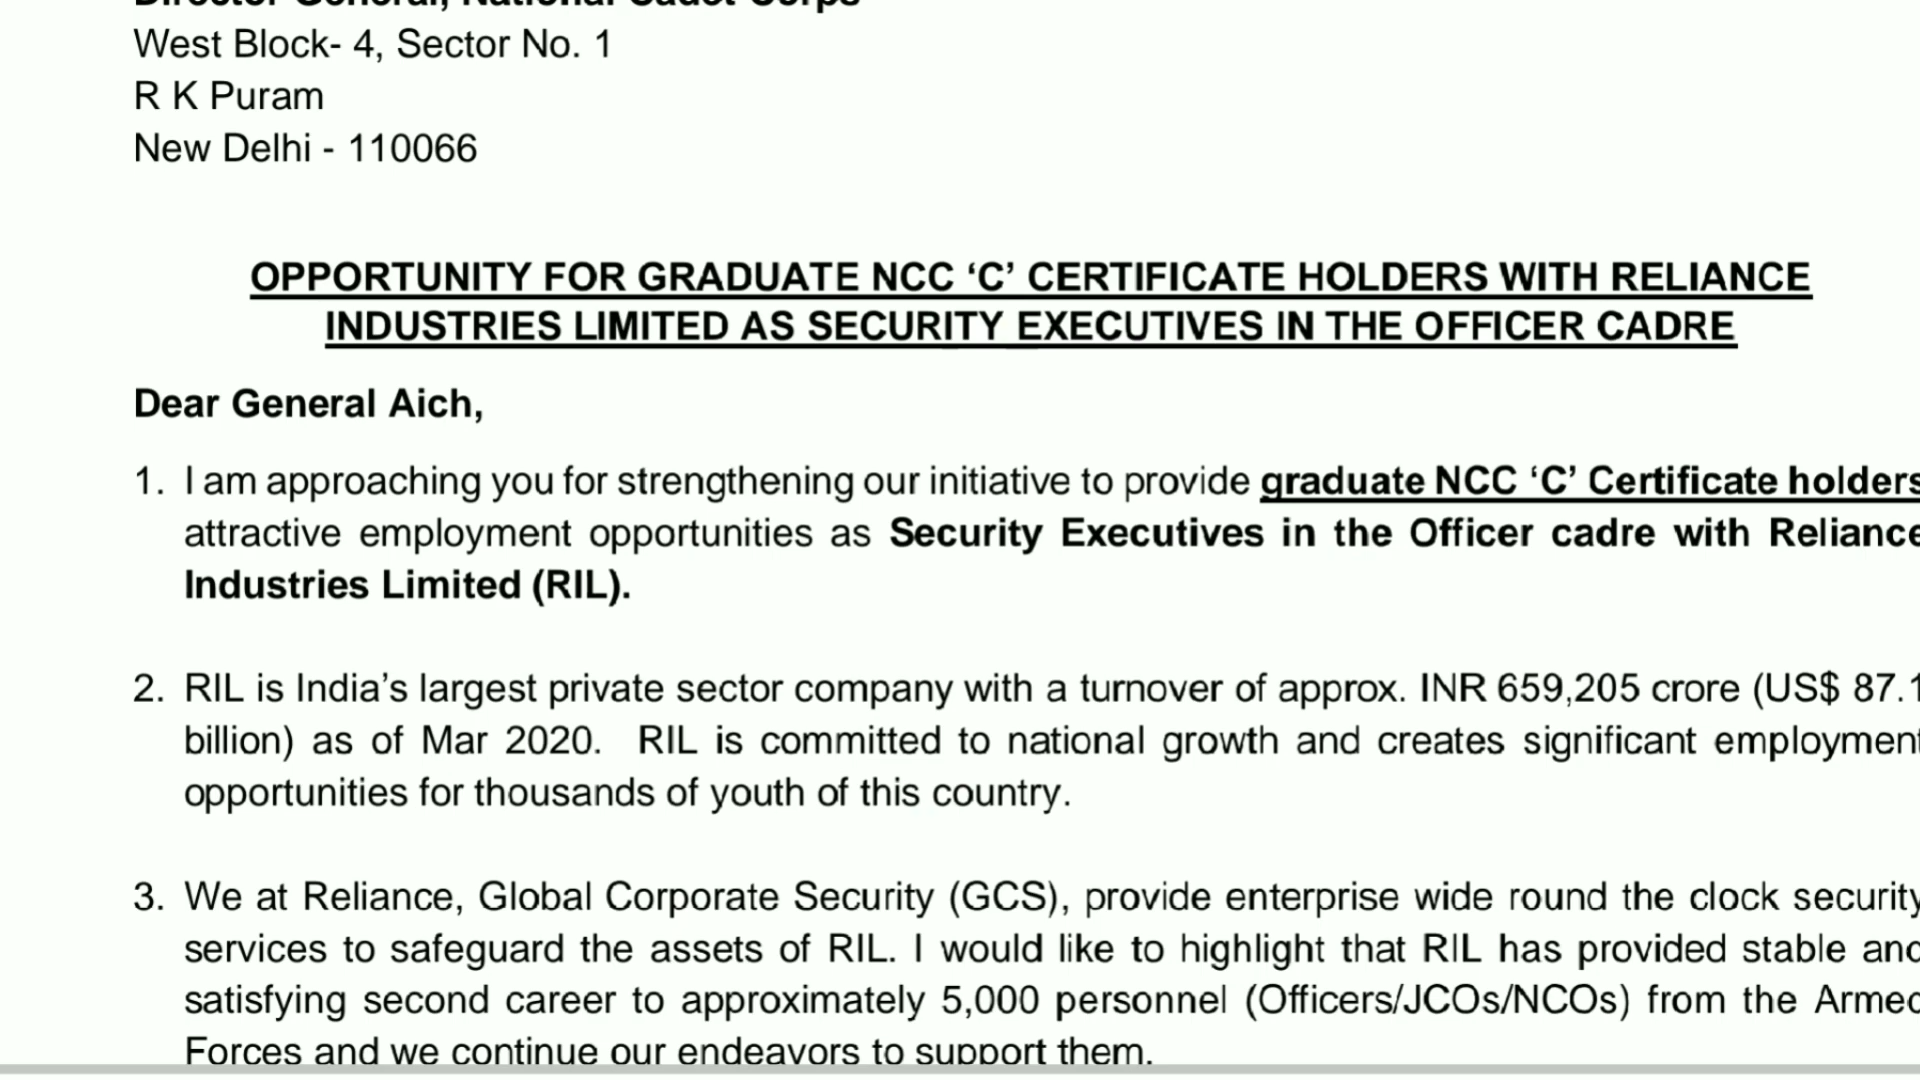 Director General, National Cadet Corps
West Block- 4, Sector No. 1
R K Puram
New Delhi - 110066
OPPORTUNITY FOR GRADUATE NCC ‘C’ CERTIFICATE HOLDERS WITH RELIANCE
INDUSTRIES LIMITED AS SECURITY EXECUTIVES IN THE OFFICER CADRE
Dear General Aich,
1. I am approaching you for strengthening our initiative to provide graduate NCC ‘C’ Certificate holders
attractive employment opportunities as Security Executives in the Officer cadre with Reliance
Industries Limited (RIL).
2. RIL is India’s largest private sector company with a turnover of approx. INR 659,205 crore (US$ 87.1
billion) as of Mar 2020. RIL is committed to national growth and creates significant employment
opportunities for thousands of youth of this country.
3. We at Reliance, Global Corporate Security (GCS), provide enterprise wide round the clock security
services to safeguard the assets of RIL. I would like to highlight that RIL has provided stable and
satisfying second career to approximately 5,000 personnel (Officers/JCOs/NCOs) from the Armed
Forces and we continue our endeavors to support them.